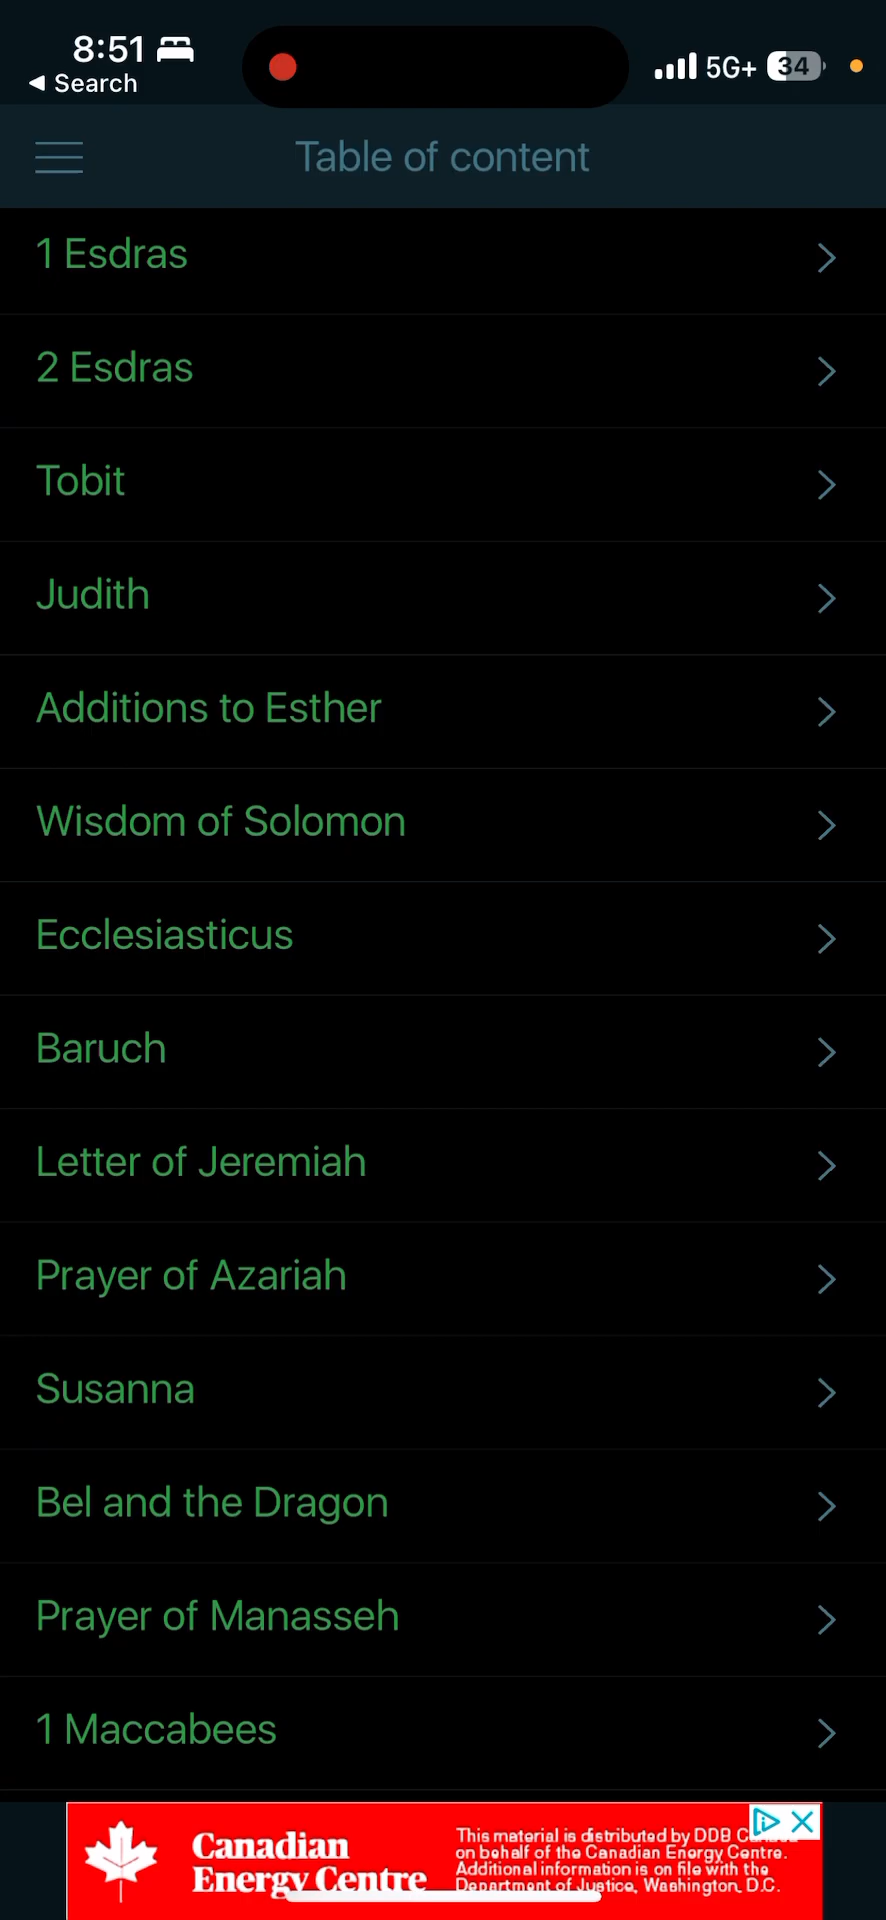 8:51
Search
5G+
34
Table of content
1 Esdras
2 Esdras
Tobit
Judith
Additions to Esther
Wisdom of Solomon
Ecclesiasticus
Baruch
Letter of Jeremiah
Prayer of Azariah
Susanna
Bel and the Dragon
Prayer of Manasseh
1 Maccabees
Canadian
Energy Centre
This material is distributed by DDB
on behalf of the Canadian Energy Centre.
Additional information is on file with the
Department of Justice, Washington, D.C.